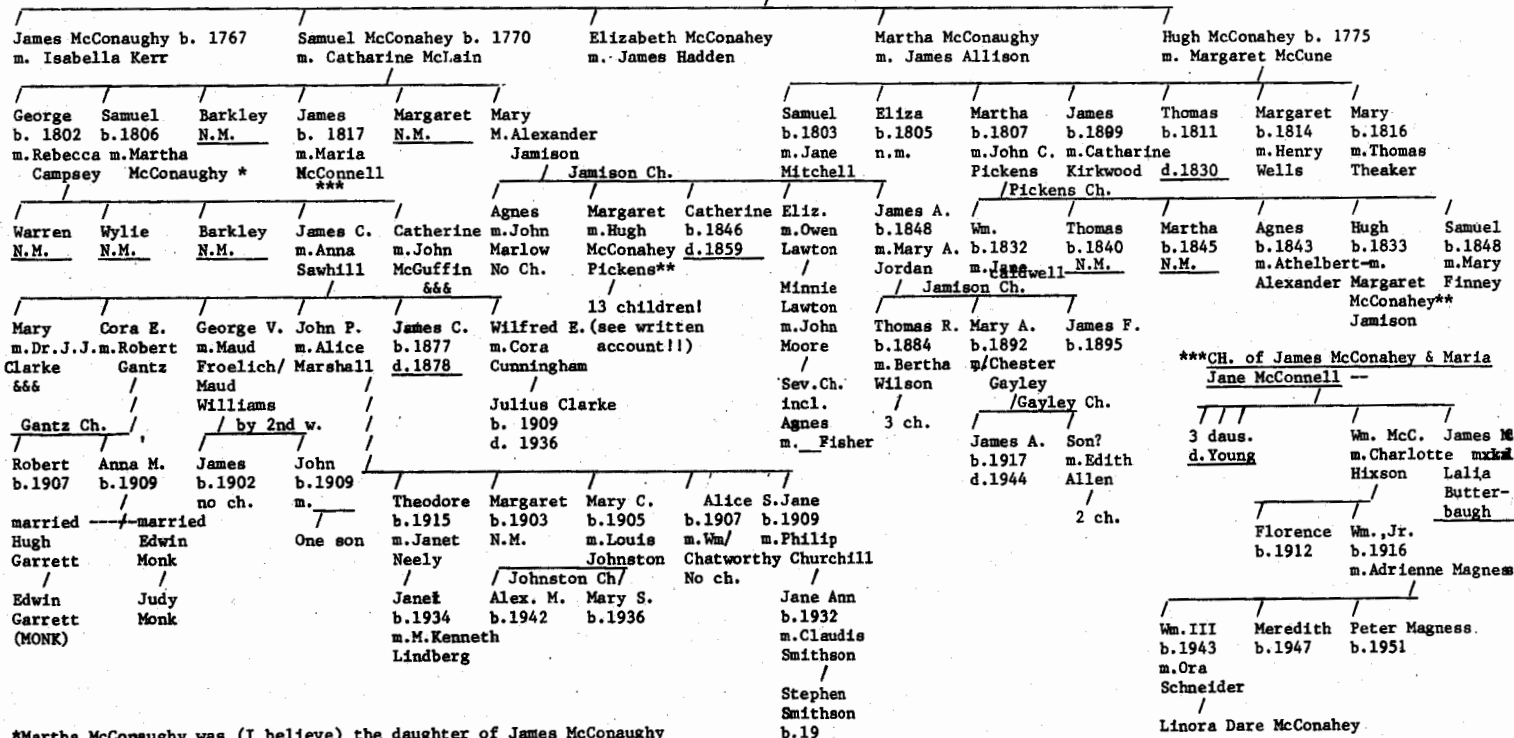 James McConaughy b. 1767 Samuel McConahey b. 1770 Elizabeth McConahey Martha McConaughy Hugh McConahey b. 1775
m. Isabella Kerr m. Catharine McLain m. James Hadden m. James Allison m. Margaret McCune
George Samuel Barkley James Margaret Mary Samuel Eliza Martha James Thomas Margaret Mary
b. 1802 b.1806 N.M. b. 1817 N.M. M.Alexander b.1803 b.1805 b.1807 b.1809 b.1811 b.1814 b.1816
m.Rebecca m.Martha m.Maria Jamison m.Jane n.m. m.John C. m.Catharine m.Henry m.Thomas
Campsey McConaughy * McConnell Jamison Ch. Mitchell Pickens Kirkwood d.1830 Wells Theaker
*** Pickens Ch.
Warren Wylie Barkley James C. Catherine Agnes Margaret Catherine Eliz. James A. Wm. Thomas Martha Agnes Hugh Samuel
N.M. N.M. N.M. m.Anna m.John m.John m.Hugh b.1846 m.Owen b.1848 b.1832 b.1840 b.1845 b.1843 b.1833 b.1848
Sawhill McGuffin Marlow McConahey d.1859 Lawton m.Mary A. m.Jane N.M. N.M. m.Athelbert m. m.Mary
&&& No Ch. Pickens** Jordan Caldwell Alexander Margaret Finney
Minnie Jamison Ch. McConahey**
13 children! Lawton Jamison
Mary Cora E. George V. John P. James C. Wilfred E. (see written m.John Thomas R. Mary A. James F.
m.Dr.J.J. m.Robert m.Maud m.Alice b.1877 m.Cora account!!) Moore b.1884 b.1892 b.1895
Clarke Gantz Froelich/ Marshall d.1878 Cunningham m.Bertha m/Chester ***CH. of James McConahey & Maria
&&& Maud Sev.Ch. Wilson Gayley Jane McConnell --
Williams Julius Clarke incl. Gayley Ch.
Gantz Ch. by 2nd w. b. 1909 Agnes 3 ch. 3 daus. Wm. McC. James
d. 1936 m.__Fisher James A. Son? d.Young m.Charlotte
Robert Anna M. James John b.1917 m.Edith Hixson Lalia
b.1907 b.1909 b.1902 b.1909 Theodore Margaret Mary C. Alice S. Jane d.1944 Allen Butter-
no ch. m.___ b.1915 b.1903 b.1905 b.1907 b.1909 baugh
married married m.Janet N.M. m.Louis m.Wm/ m.Philip 2 ch. Florence Wm.,Jr.
Hugh Edwin One son Neely Johnston Chatworthy Churchill b.1912 b.1916
Garrett Monk Johnston Ch No ch. m.Adrienne Magness
Edwin Judy Janet Alex. M. Mary S. Jane Ann
Garrett Monk b.1934 b.1942 b.1936 b.1932 Wm.III Meredith Peter Magness
(MONK) m.M.Kenneth m.Claudis b.1943 b.1947 b.1951
Lindberg Smithson m.Ora
Schneider
Stephen
Smithson Linora Dare McConahey
*Martha McConaughy was (I believe) the daughter of James McConaughy b.19